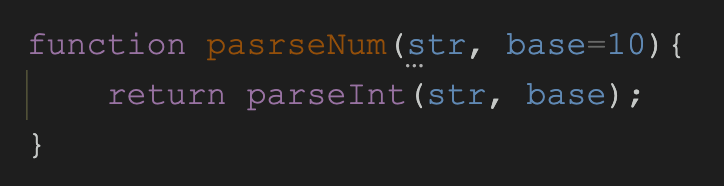 function pasrseNum(str, base=10){
    return parseInt(str, base);
}